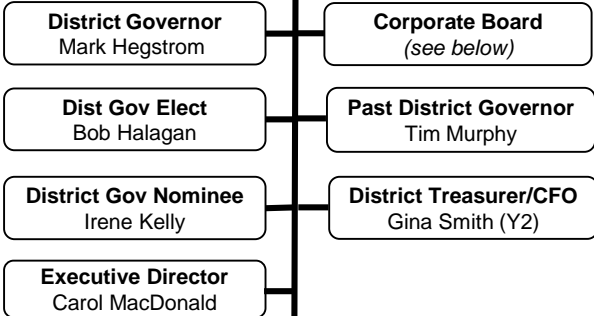 District Governor
Mark Hegstrom
Corporate Board
(see below)
Dist Gov Elect
Bob Halagan
Past District Governor
Tim Murphy
District Gov Nominee
Irene Kelly
District Treasurer/CFO
Gina Smith (Y2)
Executive Director
Carol MacDonald